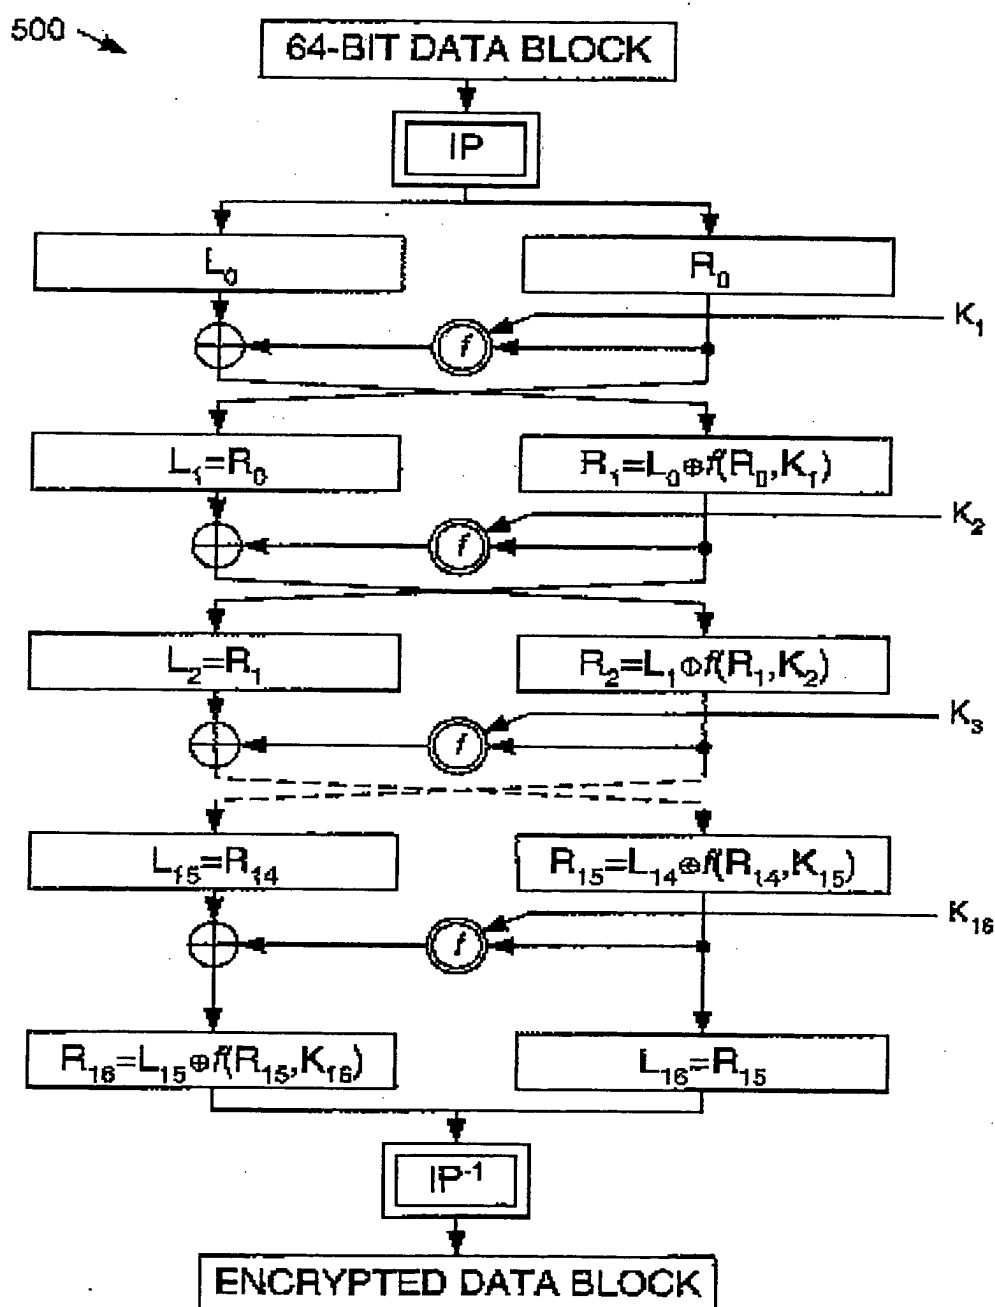 500
64-BIT DATA BLOCK
IP
L₀
R₀
K₁
f
L₁=R₀
R₁=L₀⊕f(R₀,K₁)
K₂
f
L₂=R₁
R₂=L₁⊕f(R₁,K₂)
K₃
f
L₁₅=R₁₄
R₁₅=L₁₄⊕f(R₁₄,K₁₅)
K₁₆
f
R₁₆=L₁₅⊕f(R₁₅,K₁₆)
L₁₆=R₁₅
IP⁻¹
ENCRYPTED DATA BLOCK